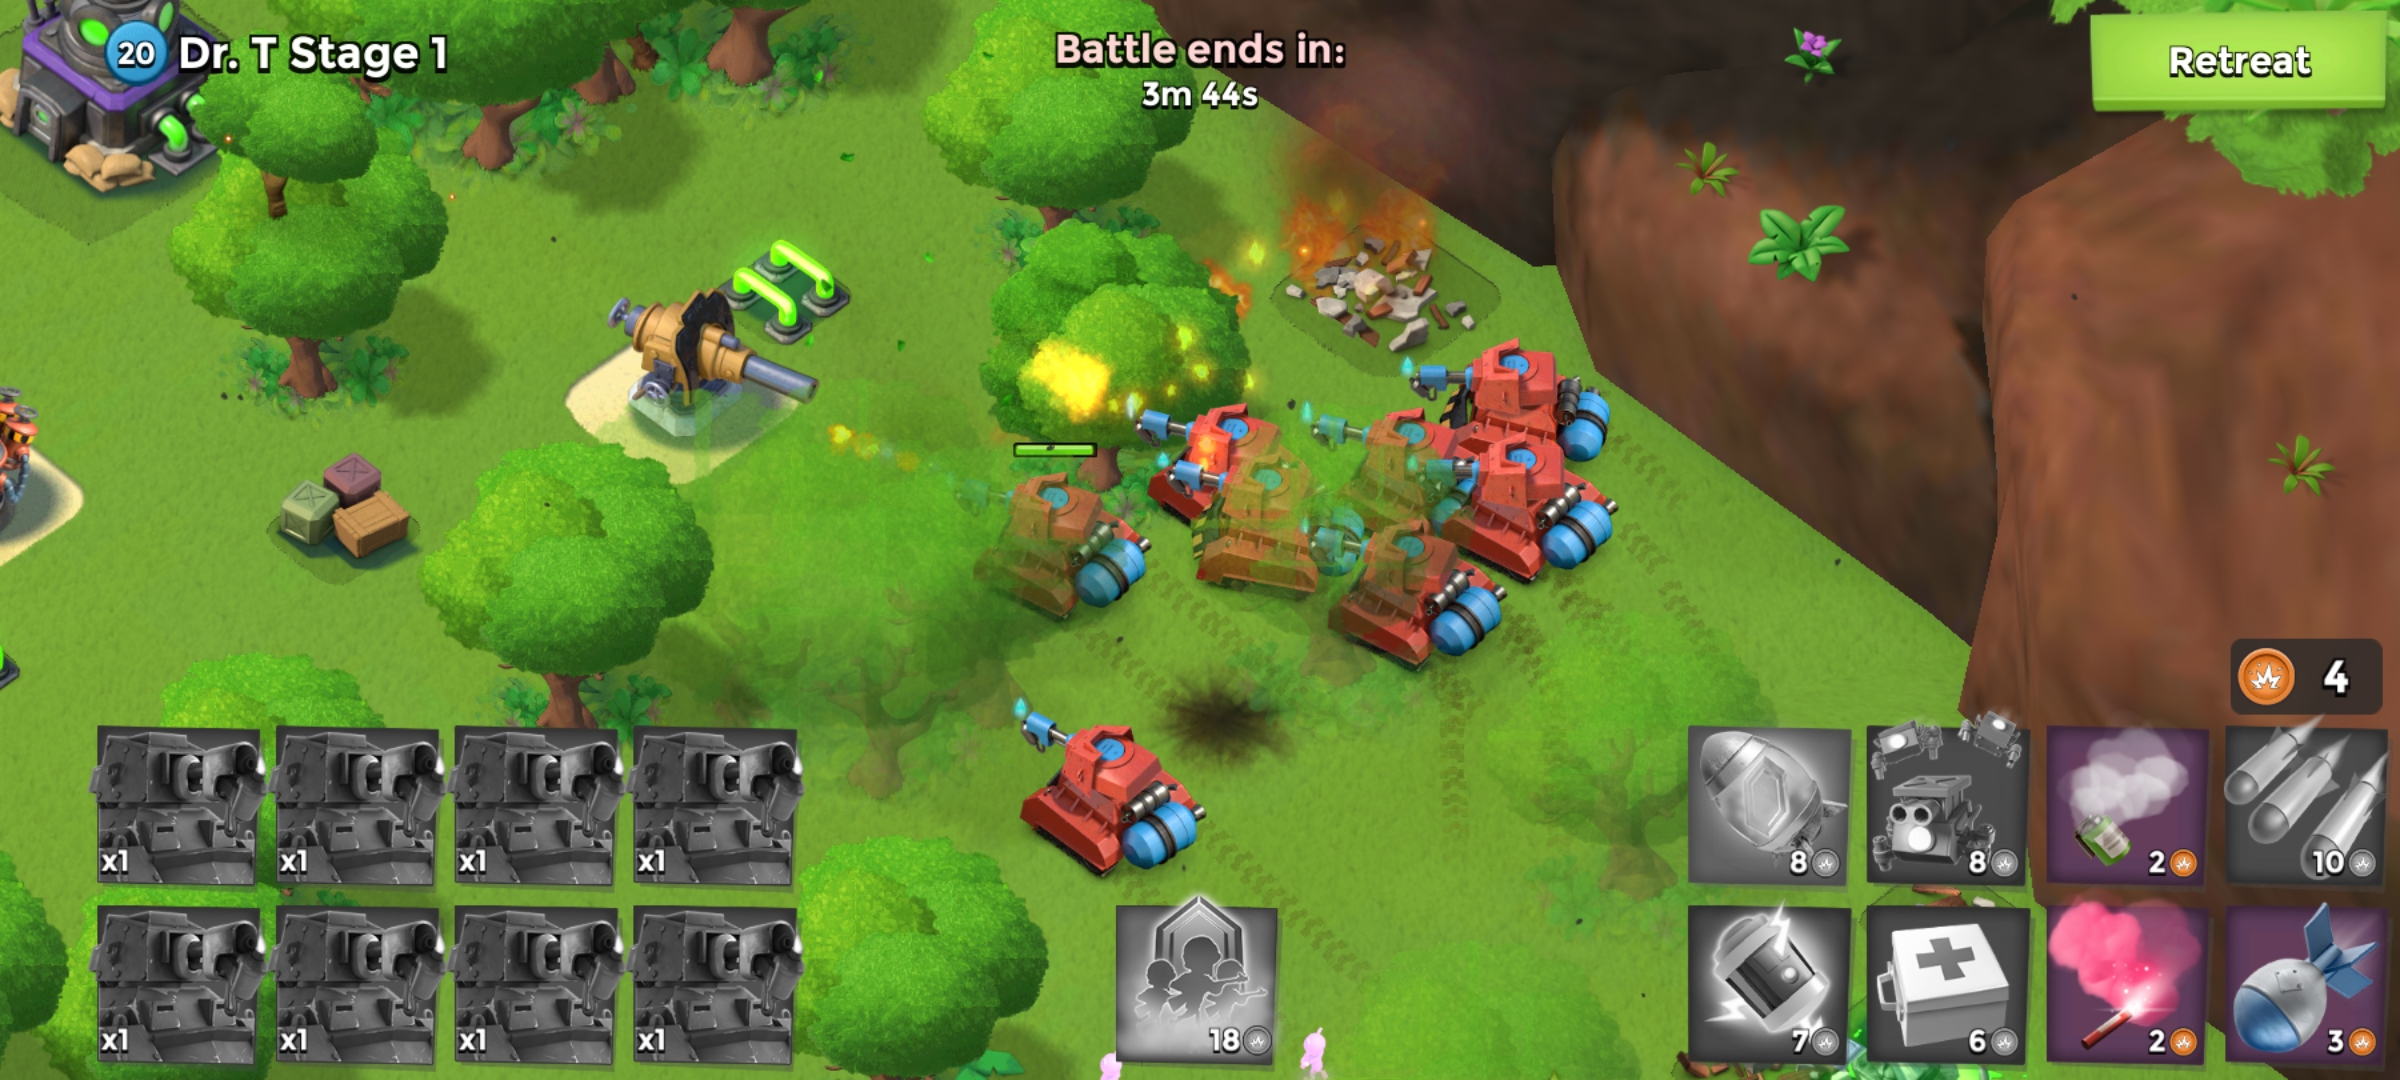 20 Dr. T Stage 1
Battle ends in:
3m 44s
Retreat
4
x1 x1 x1 x1
8 8 2 10
x1 x1 x1 x1
18
7 6 2 3